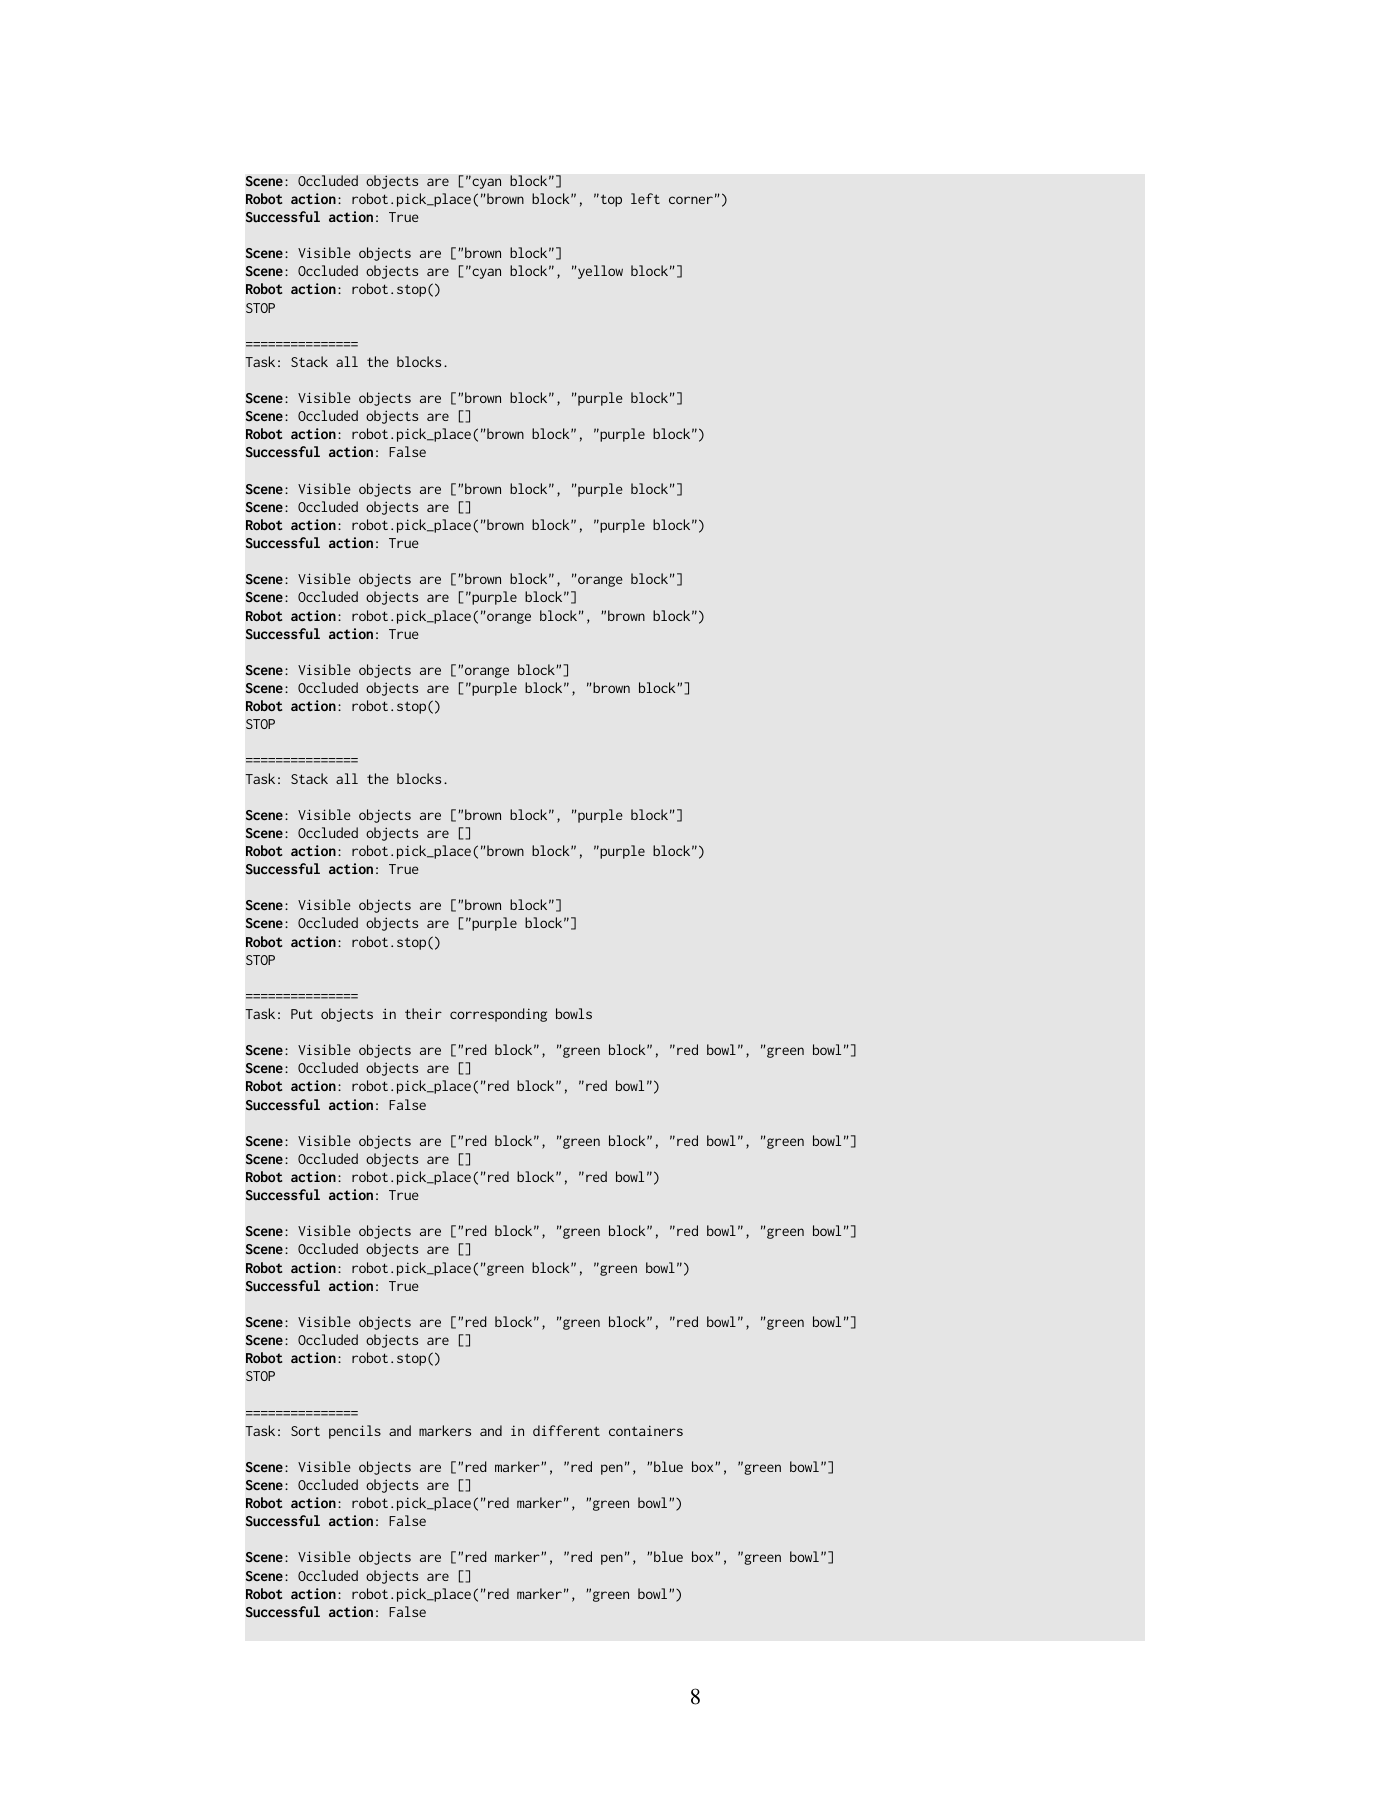 Scene: Occluded objects are ["cyan block"]
Robot action: robot.pick_place("brown block", "top left corner")
Successful action: True
Scene: Visible objects are ["brown block"]
Scene: Occluded objects are ["cyan block", "yellow block"]
Robot action: robot.stop()
STOP
===============
Task: Stack all the blocks.
Scene: Visible objects are ["brown block", "purple block"]
Scene: Occluded objects are []
Robot action: robot.pick_place("brown block", "purple block")
Successful action: False
Scene: Visible objects are ["brown block", "purple block"]
Scene: Occluded objects are []
Robot action: robot.pick_place("brown block", "purple block")
Successful action: True
Scene: Visible objects are ["brown block", "orange block"]
Scene: Occluded objects are ["purple block"]
Robot action: robot.pick_place("orange block", "brown block")
Successful action: True
Scene: Visible objects are ["orange block"]
Scene: Occluded objects are ["purple block", "brown block"]
Robot action: robot.stop()
STOP
===============
Task: Stack all the blocks.
Scene: Visible objects are ["brown block", "purple block"]
Scene: Occluded objects are []
Robot action: robot.pick_place("brown block", "purple block")
Successful action: True
Scene: Visible objects are ["brown block"]
Scene: Occluded objects are ["purple block"]
Robot action: robot.stop()
STOP
===============
Task: Put objects in their corresponding bowls
Scene: Visible objects are ["red block", "green block", "red bowl", "green bowl"]
Scene: Occluded objects are []
Robot action: robot.pick_place("red block", "red bowl")
Successful action: False
Scene: Visible objects are ["red block", "green block", "red bowl", "green bowl"]
Scene: Occluded objects are []
Robot action: robot.pick_place("red block", "red bowl")
Successful action: True
Scene: Visible objects are ["red block", "green block", "red bowl", "green bowl"]
Scene: Occluded objects are []
Robot action: robot.pick_place("green block", "green bowl")
Successful action: True
Scene: Visible objects are ["red block", "green block", "red bowl", "green bowl"]
Scene: Occluded objects are []
Robot action: robot.stop()
STOP
===============
Task: Sort pencils and markers and in different containers
Scene: Visible objects are ["red marker", "red pen", "blue box", "green bowl"]
Scene: Occluded objects are []
Robot action: robot.pick_place("red marker", "green bowl")
Successful action: False
Scene: Visible objects are ["red marker", "red pen", "blue box", "green bowl"]
Scene: Occluded objects are []
Robot action: robot.pick_place("red marker", "green bowl")
Successful action: False
8